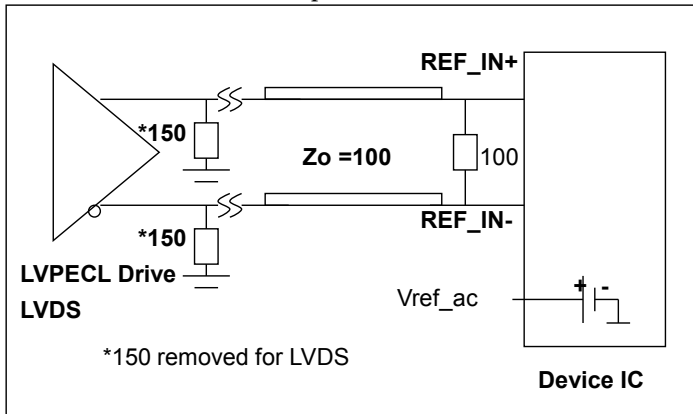 REF_IN+
*150
Zo =100
100
*150
REF_IN-
LVPECL Drive
LVDS
Vref_ac
+ -
*150 removed for LVDS
Device IC